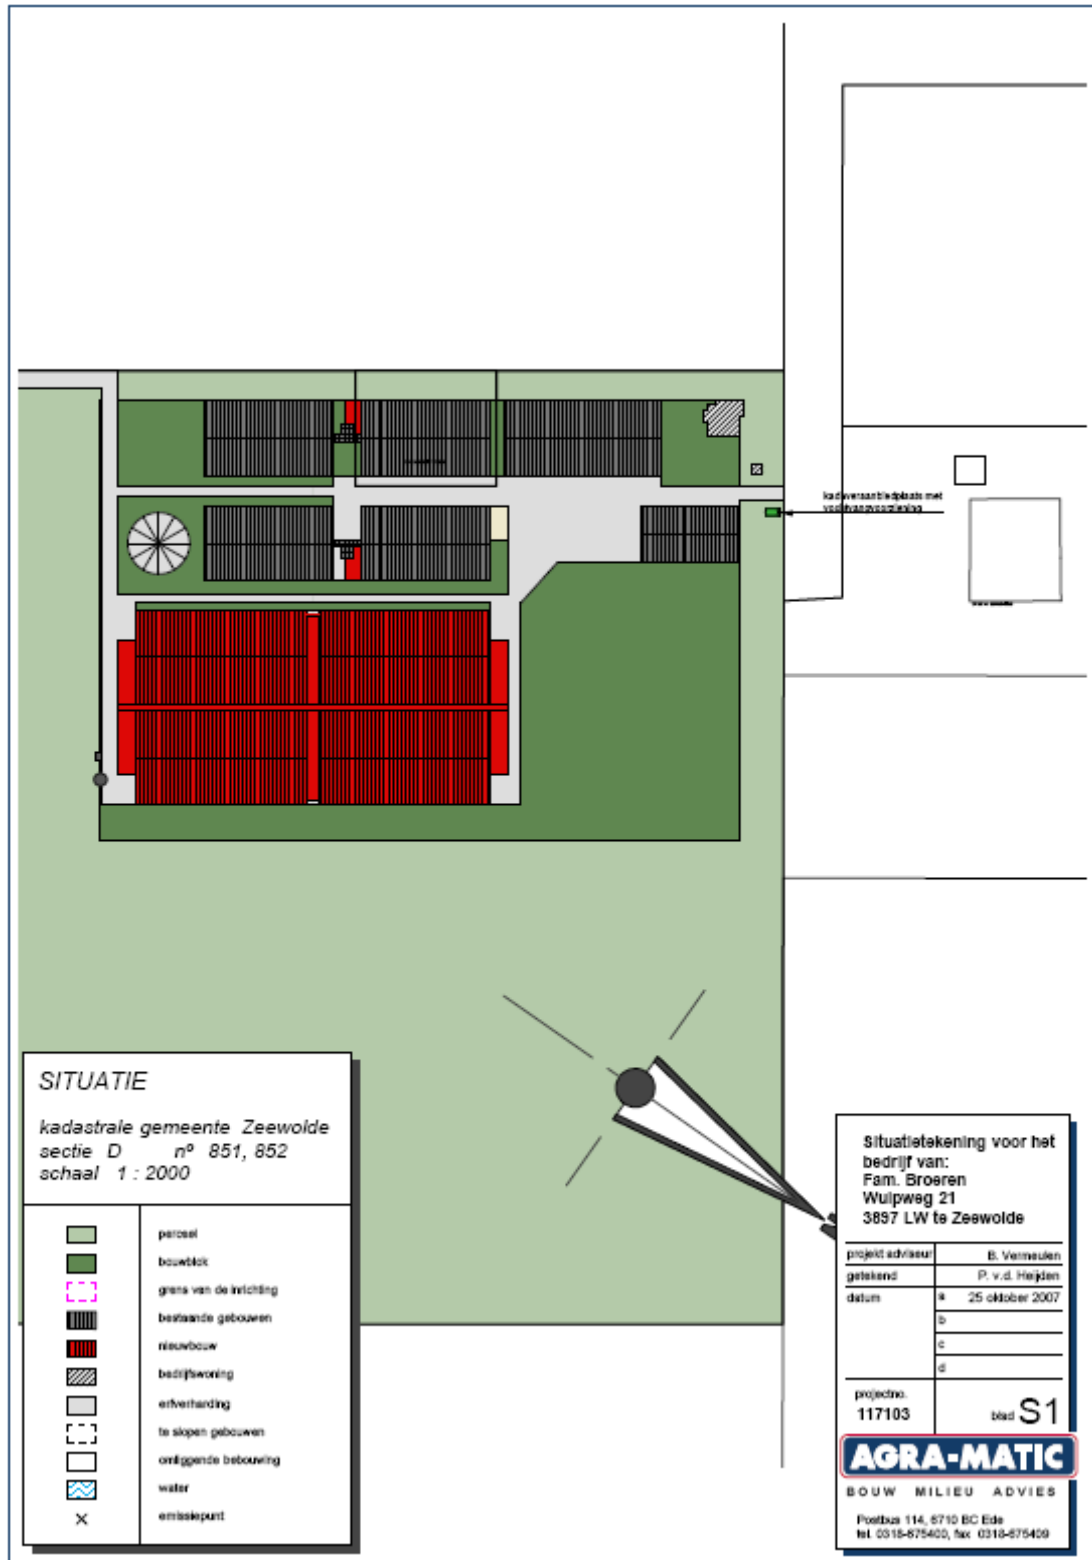 kadaveraanbiedplaats met
vochtvangvoorziening
SITUATIE
kadastrale gemeente Zeewolde
sectie D nº 851, 852
schaal 1 : 2000
perceel
bouwblok
grens van de inrichting
bestaande gebouwen
nieuwbouw
bedrijfswoning
erfverharding
te slopen gebouwen
omliggende bebouwing
water
emissiepunt
Situatietekening voor het
bedrijf van:
Fam. Broeren
Wulpweg 21
3897 LW te Zeewolde
projekt adviseur B. Vermeulen
getekend P. v.d. Heijden
datum a 25 oktober 2007
b
c
d
projectno.
117103
blad S1
AGRA-MATIC
BOUW MILIEU ADVIES
Postbus 114, 6710 BC Ede
tel. 0318-675400, fax 0318-675409